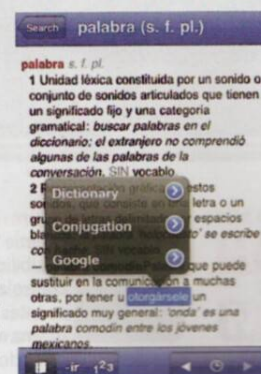 Search palabra (s. f. pl.)
palabra s. f. pl.
1 Unidad léxica constituida por un sonido o
conjunto de sonidos articulados que tienen
un significado fijo y una categoría
gramatical: buscar palabras en el
diccionario; el extranjero no comprendió
algunas de las palabras de la
conversación. SIN vocablo
2 gráfica estos
letra o un
espacios
se escribe
Dictionary
Conjugation
Google
que puede
sustituir en la comunicación a muchas
otras, por tener u otorgársele un
significado muy general: 'onda' es una
palabra comodín entre los jóvenes
mexicanos.
-ir 123